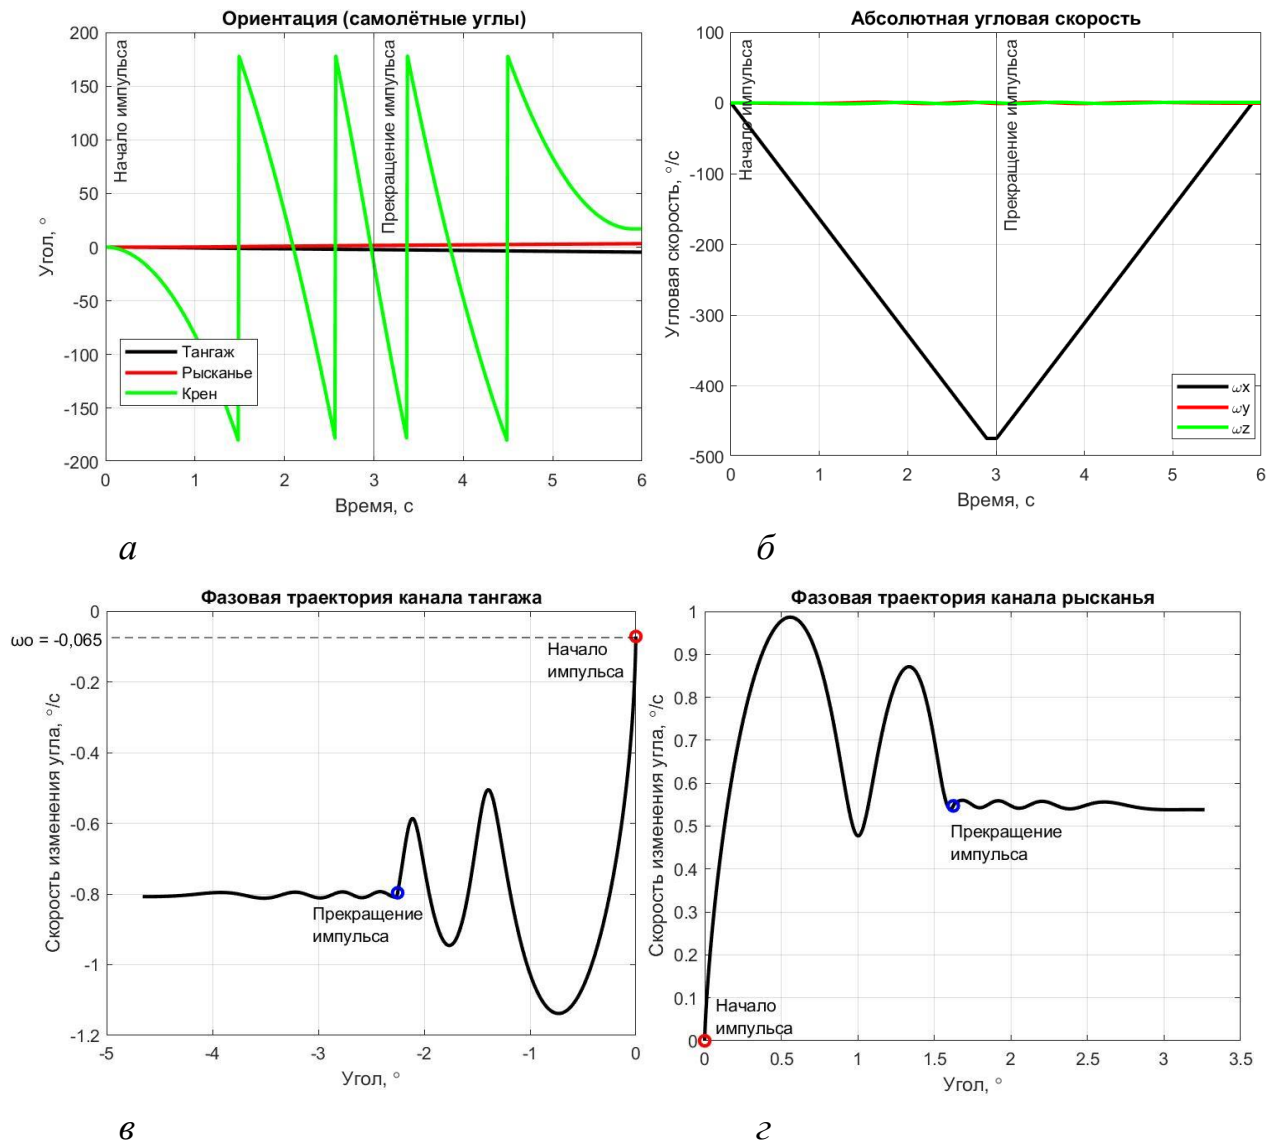 Ориентация (самолётные углы)
200
150
100
50
0
-50
-100
-150
-200
Угол, °
Начало импульса
Прекращение импульса
Тангаж
Рысканье
Крен
0 1 2 3 4 5 6
Время, с
а
Абсолютная угловая скорость
100
0
-100
-200
-300
-400
-500
Угловая скорость, °/с
Начало импульса
Прекращение импульса
ωx
ωy
ωz
0 1 2 3 4 5 6
Время, с
б
Фазовая траектория канала тангажа
0
ωо = -0,065
-0.2
-0.4
-0.6
-0.8
-1
-1.2
Скорость изменения угла, °/с
Начало
импульса
Прекращение
импульса
-5 -4 -3 -2 -1 0
Угол, °
в
Фазовая траектория канала рысканья
1
0.9
0.8
0.7
0.6
0.5
0.4
0.3
0.2
0.1
0
Скорость изменения угла, °/с
Прекращение
импульса
Начало
импульса
0 0.5 1 1.5 2 2.5 3 3.5
Угол, °
г